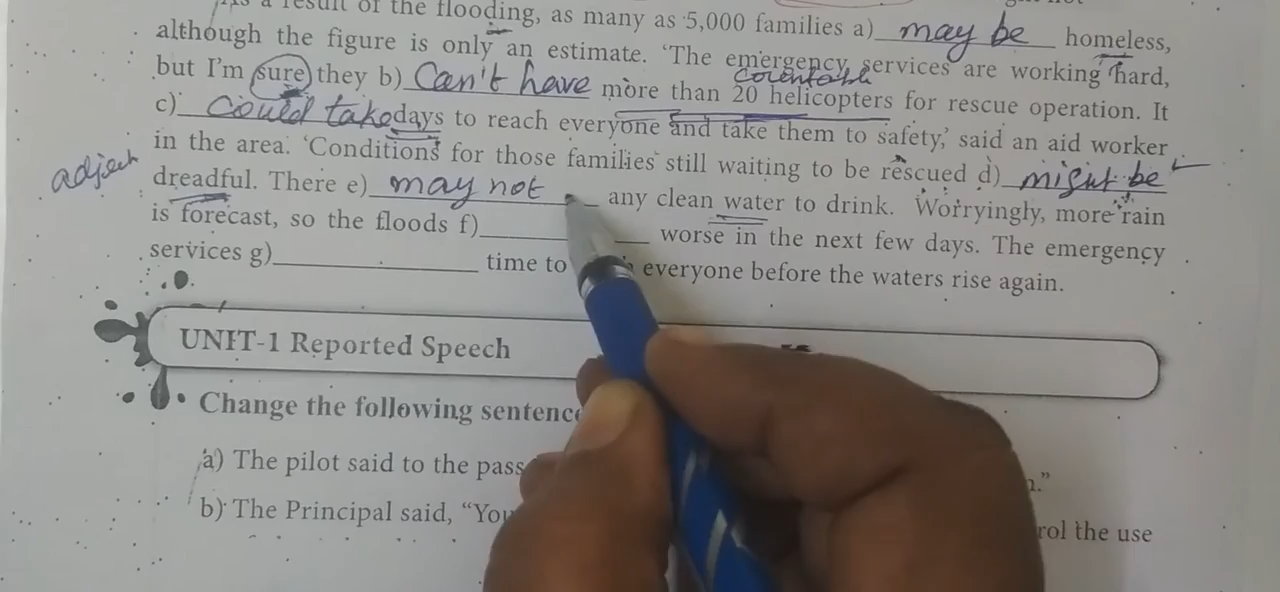 As a result of the flooding, as many as 5,000 families a) may be homeless,
although the figure is only an estimate. 'The emergency services are working hard,
countable
but I'm sure they b) Can't have more than 20 helicopters for rescue operation. It
c) could take days to reach everyone and take them to safety,' said an aid worker
in the area. 'Conditions for those families still waiting to be rescued d) might be
dreadful. There e) may not any clean water to drink. Worryingly, more rain
is forecast, so the floods f) worse in the next few days. The emergency
services g) time to everyone before the waters rise again.
UNIT-1 Reported Speech
• Change the following
a) The pilot said to the
b) The Principal said, the use